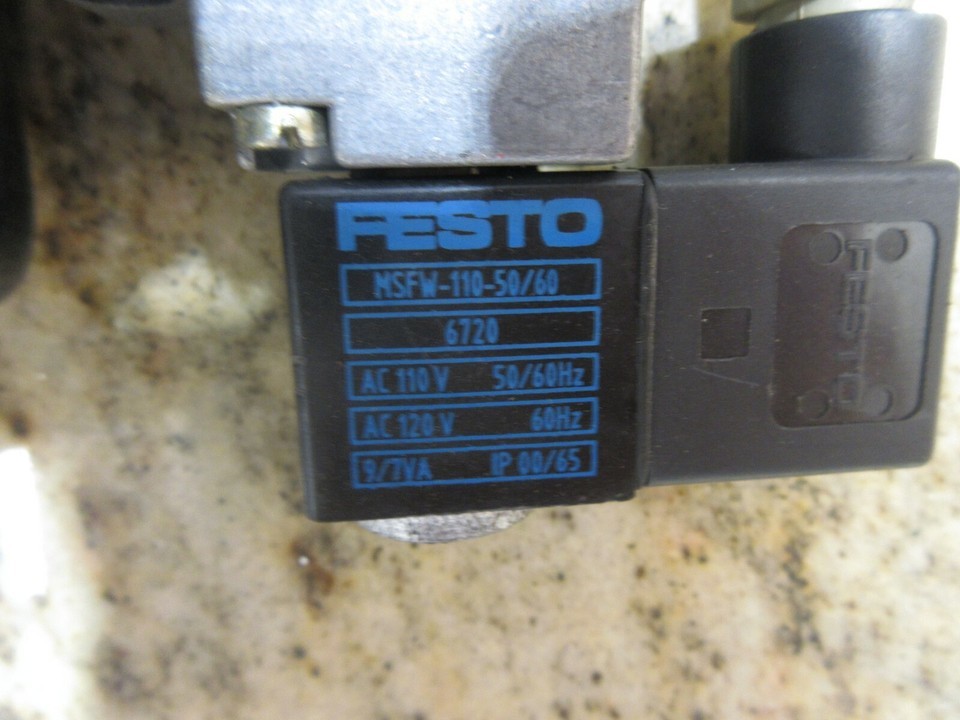 FESTO
MSFW-110-50/60
6720
AC 110 V 50/60Hz
AC 120 V 60Hz
9/7VA IP 00/65
FESTO